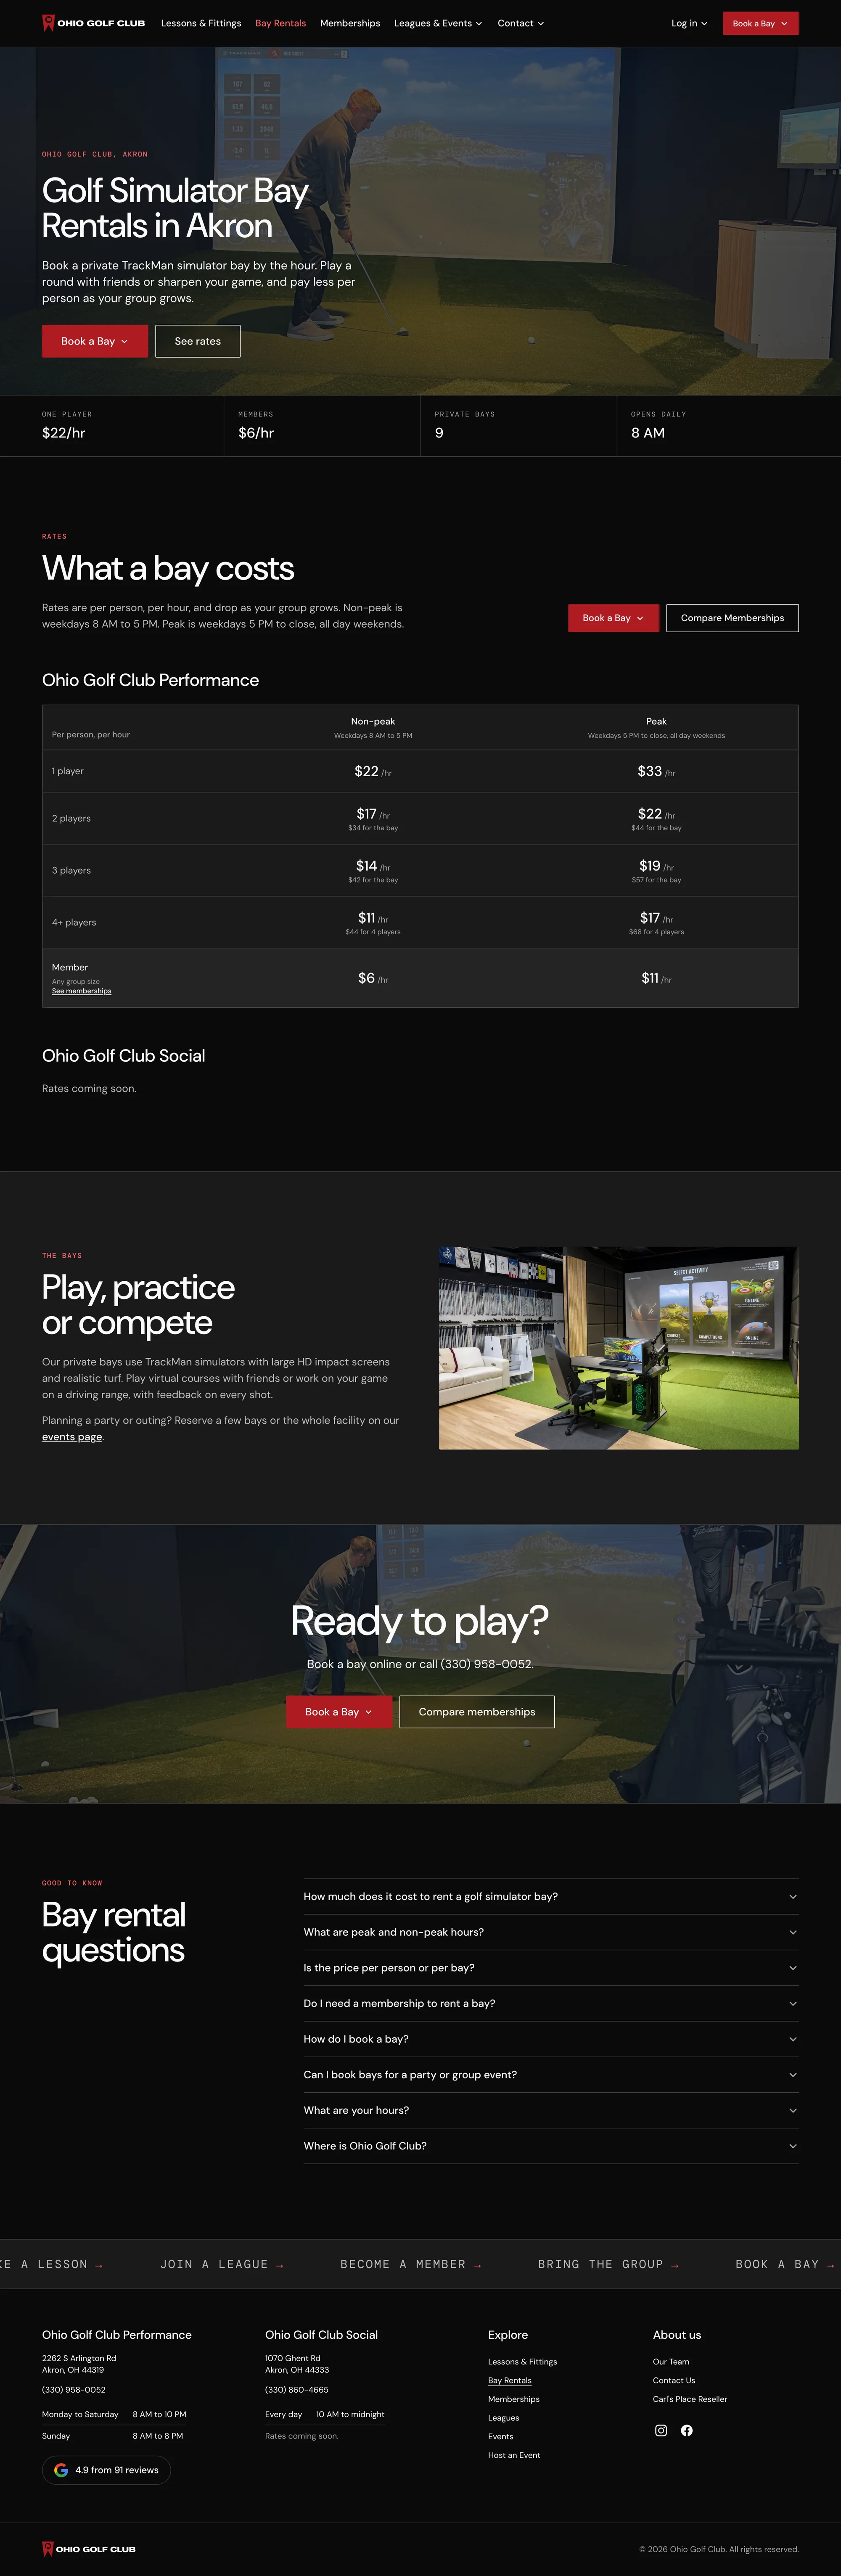 OHIO GOLF CLUB
Lessons & Fittings
Bay Rentals
Memberships
Leagues & Events
Contact
Log in
Book a Bay
OHIO GOLF CLUB, AKRON
Golf Simulator Bay
Rentals in Akron
Book a private TrackMan simulator bay by the hour. Play a
round with friends or sharpen your game, and pay less per
person as your group grows.
Book a Bay
See rates
ONE PLAYER
$22/hr
MEMBERS
$6/hr
PRIVATE BAYS
9
OPENS DAILY
8 AM
RATES
What a bay costs
Rates are per person, per hour, and drop as your group grows. Non-peak is
weekdays 8 AM to 5 PM. Peak is weekdays 5 PM to close, all day weekends.
Book a Bay
Compare Memberships
Ohio Golf Club Performance
Per person, per hour
Non-peak
Weekdays 8 AM to 5 PM
Peak
Weekdays 5 PM to close, all day weekends
1 player
$22 /hr
$33 /hr
2 players
$17 /hr
$34 for the bay
$22 /hr
$44 for the bay
3 players
$14 /hr
$42 for the bay
$19 /hr
$57 for the bay
4+ players
$11 /hr
$44 for 4 players
$17 /hr
$68 for 4 players
Member
Any group size
See memberships
$6 /hr
$11 /hr
Ohio Golf Club Social
Rates coming soon.
THE BAYS
Play, practice
or compete
Our private bays use TrackMan simulators with large HD impact screens
and realistic turf. Play virtual courses with friends or work on your game
on a driving range, with feedback on every shot.
Planning a party or outing? Reserve a few bays or the whole facility on our
events page.
SELECT ACTIVITY
COURSES
COMPETITIONS
ONLINE
Ready to play?
Book a bay online or call (330) 958-0052.
Book a Bay
Compare memberships
GOOD TO KNOW
Bay rental
questions
How much does it cost to rent a golf simulator bay?
What are peak and non-peak hours?
Is the price per person or per bay?
Do I need a membership to rent a bay?
How do I book a bay?
Can I book bays for a party or group event?
What are your hours?
Where is Ohio Golf Club?
KE A LESSON →
JOIN A LEAGUE →
BECOME A MEMBER →
BRING THE GROUP →
BOOK A BAY →
Ohio Golf Club Performance
2262 S Arlington Rd
Akron, OH 44319
(330) 958-0052
Monday to Saturday 8 AM to 10 PM
Sunday 8 AM to 8 PM
4.9 from 91 reviews
Ohio Golf Club Social
1070 Ghent Rd
Akron, OH 44333
(330) 860-4665
Every day 10 AM to midnight
Rates coming soon.
Explore
Lessons & Fittings
Bay Rentals
Memberships
Leagues
Events
Host an Event
About us
Our Team
Contact Us
Carl's Place Reseller
OHIO GOLF CLUB
© 2026 Ohio Golf Club. All rights reserved.